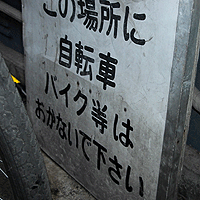 この場所に
自転車
バイク等は
おかないで下さい